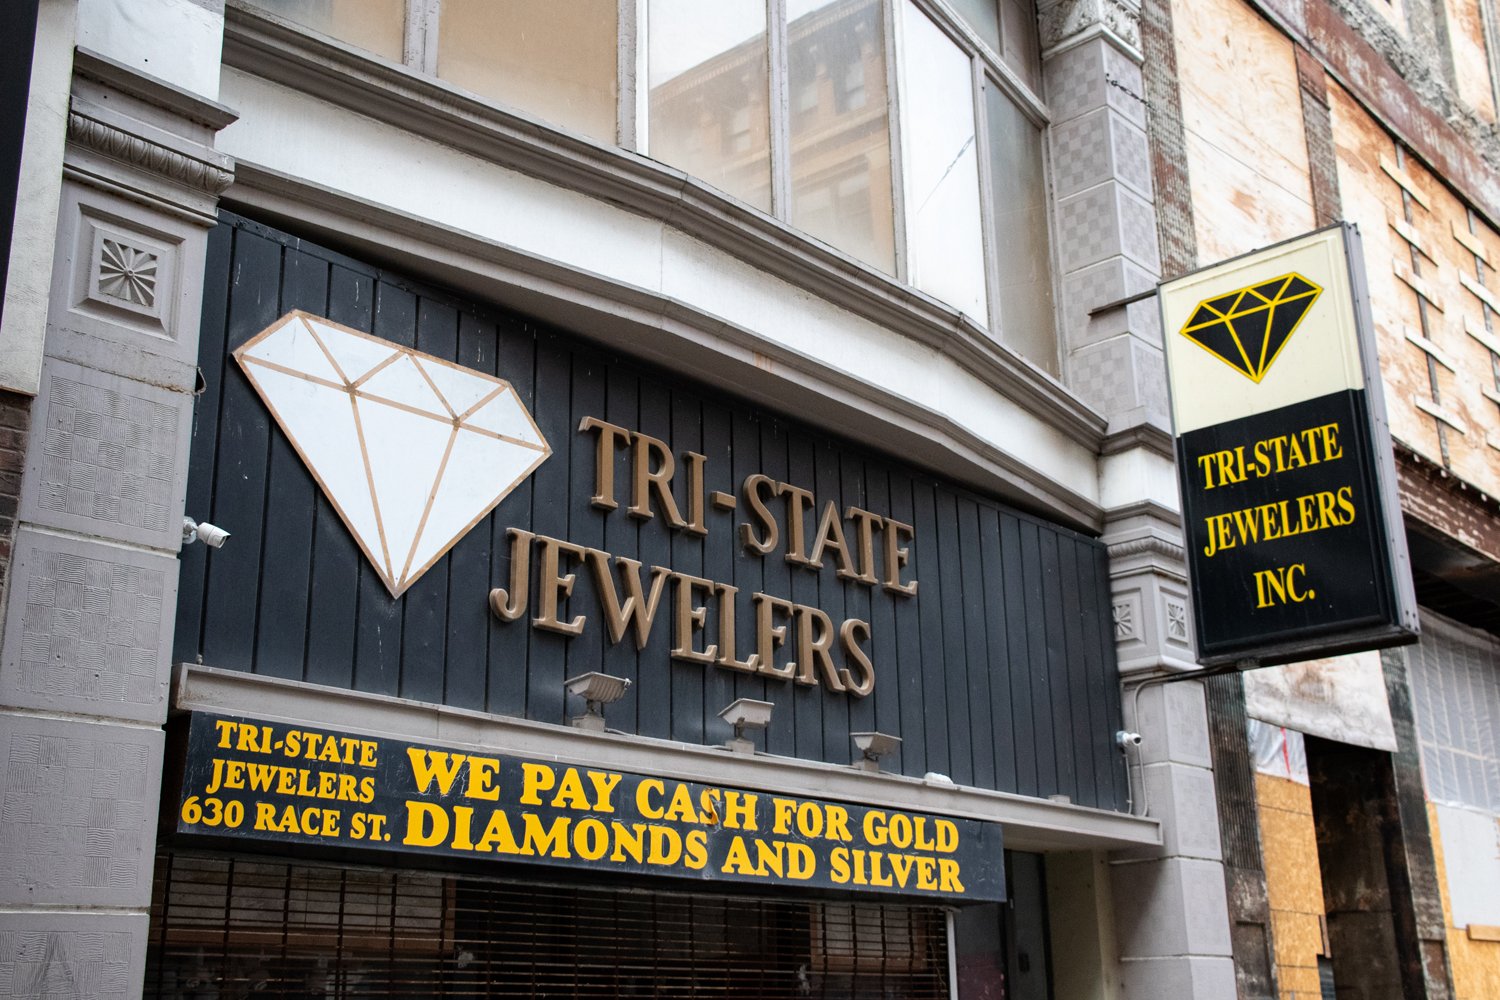 TRI-STATE
JEWELERS
TRI-STATE
JEWELERS
INC.
TRI-STATE
JEWELERS
630 RACE ST.
WE PAY CASH FOR GOLD
DIAMONDS AND SILVER